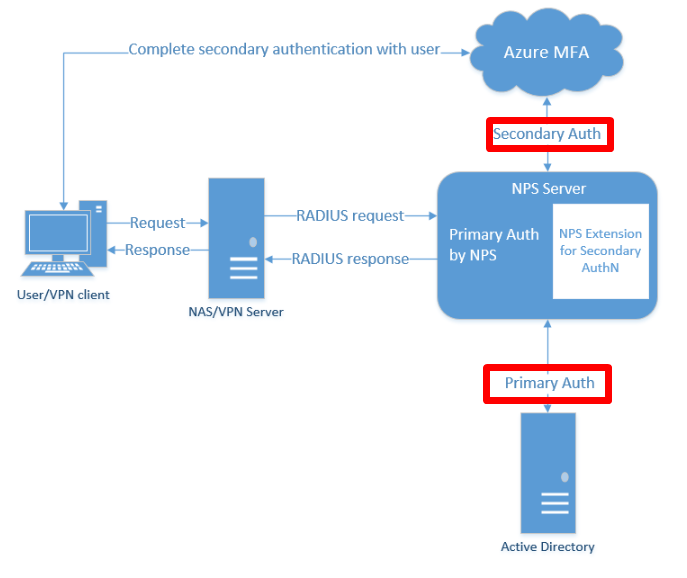 Complete secondary authentication with user
Azure MFA
Secondary Auth
NPS Server
Primary Auth
by NPS
NPS Extension
for Secondary
AuthN
Request
Response
RADIUS request
RADIUS response
User/VPN client
NAS/VPN Server
Primary Auth
Active Directory